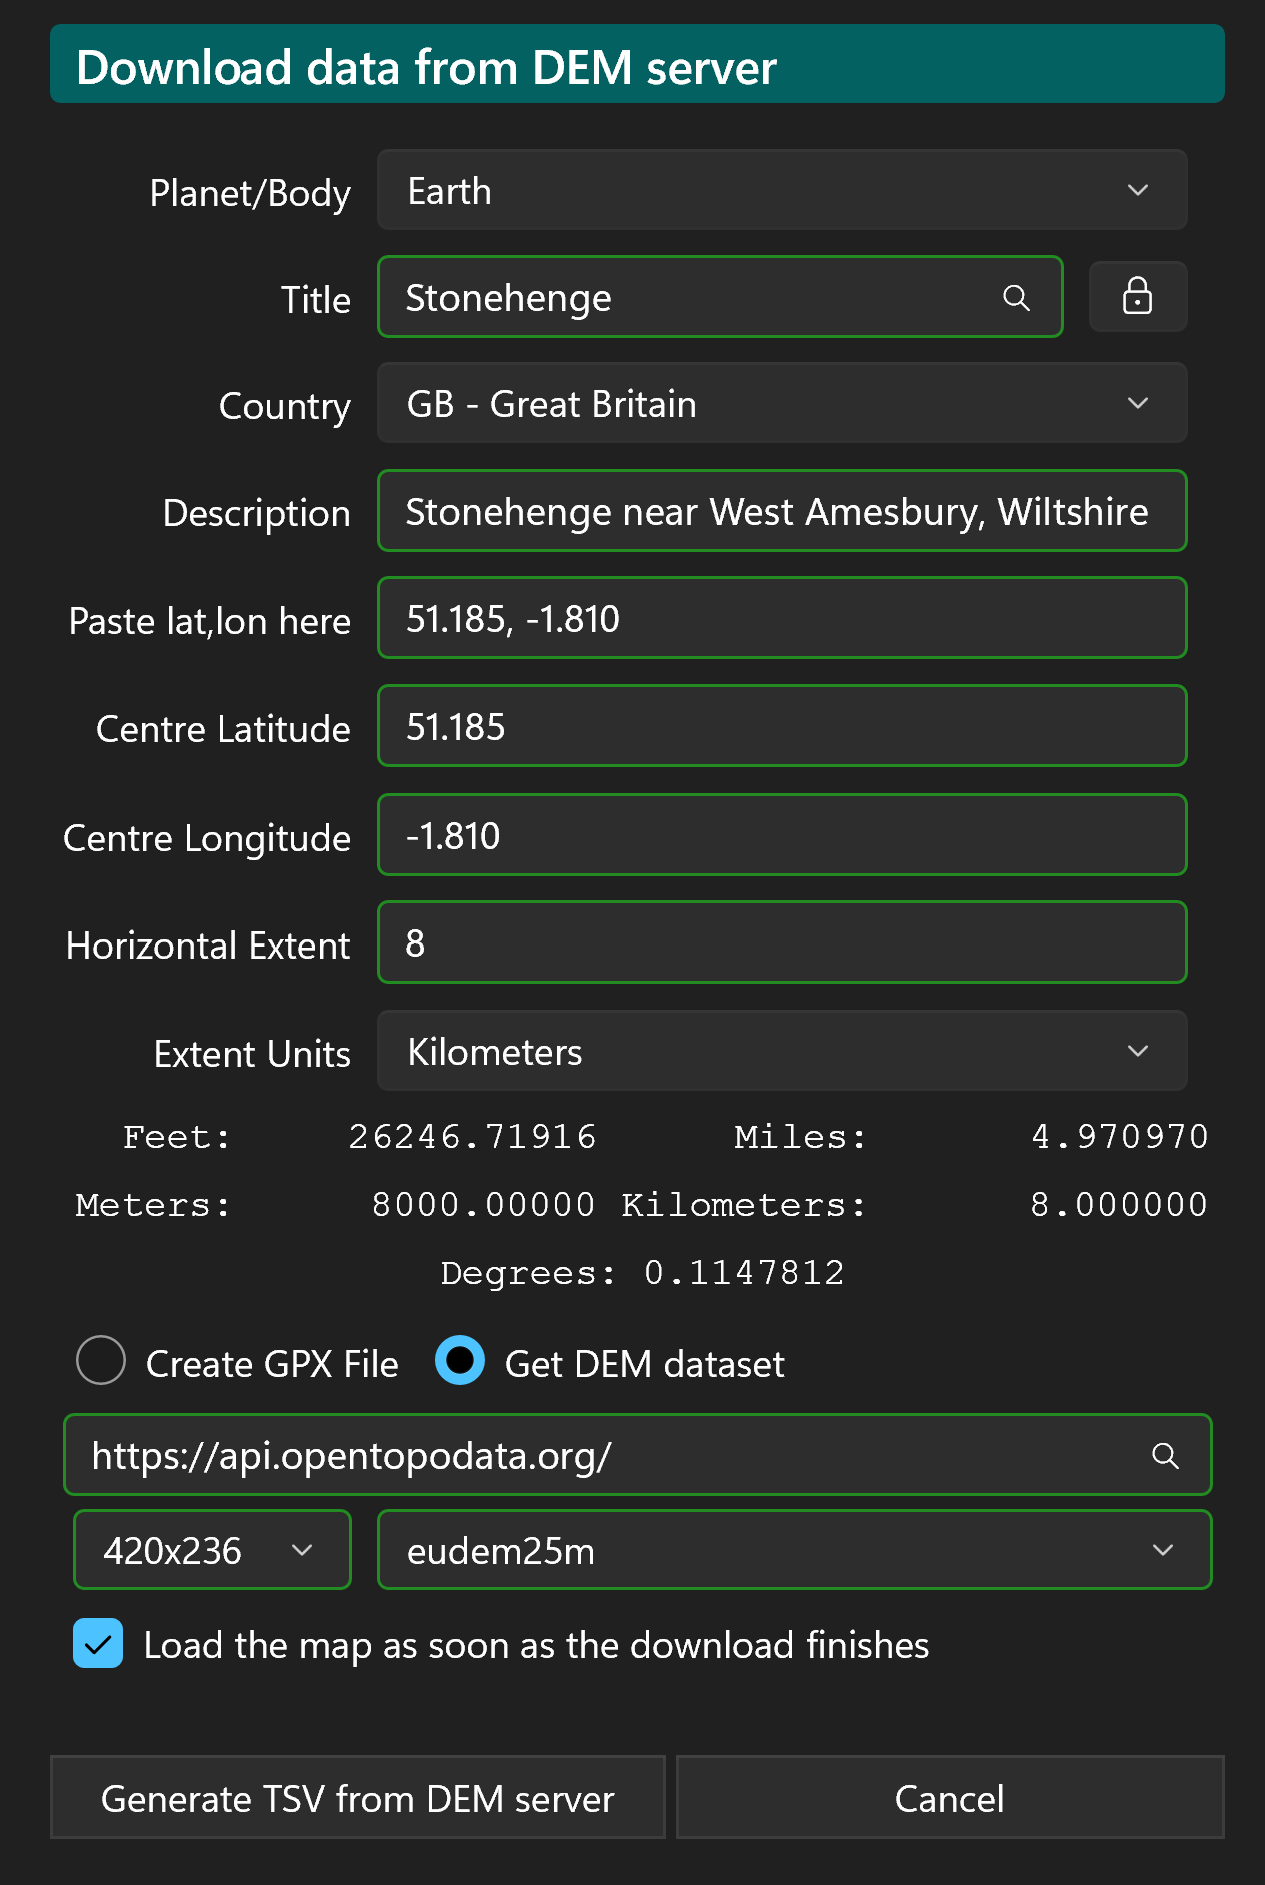 Download data from DEM server
Planet/Body Earth
Title Stonehenge
Country GB - Great Britain
Description Stonehenge near West Amesbury, Wiltshire
Paste lat,lon here 51.185, -1.810
Centre Latitude 51.185
Centre Longitude -1.810
Horizontal Extent 8
Extent Units Kilometers
Feet: 26246.71916 Miles: 4.970970
Meters: 8000.00000 Kilometers: 8.000000
Degrees: 0.1147812
Create GPX File Get DEM dataset
https://api.opentopodata.org/
420x236 eudem25m
Load the map as soon as the download finishes
Generate TSV from DEM server Cancel